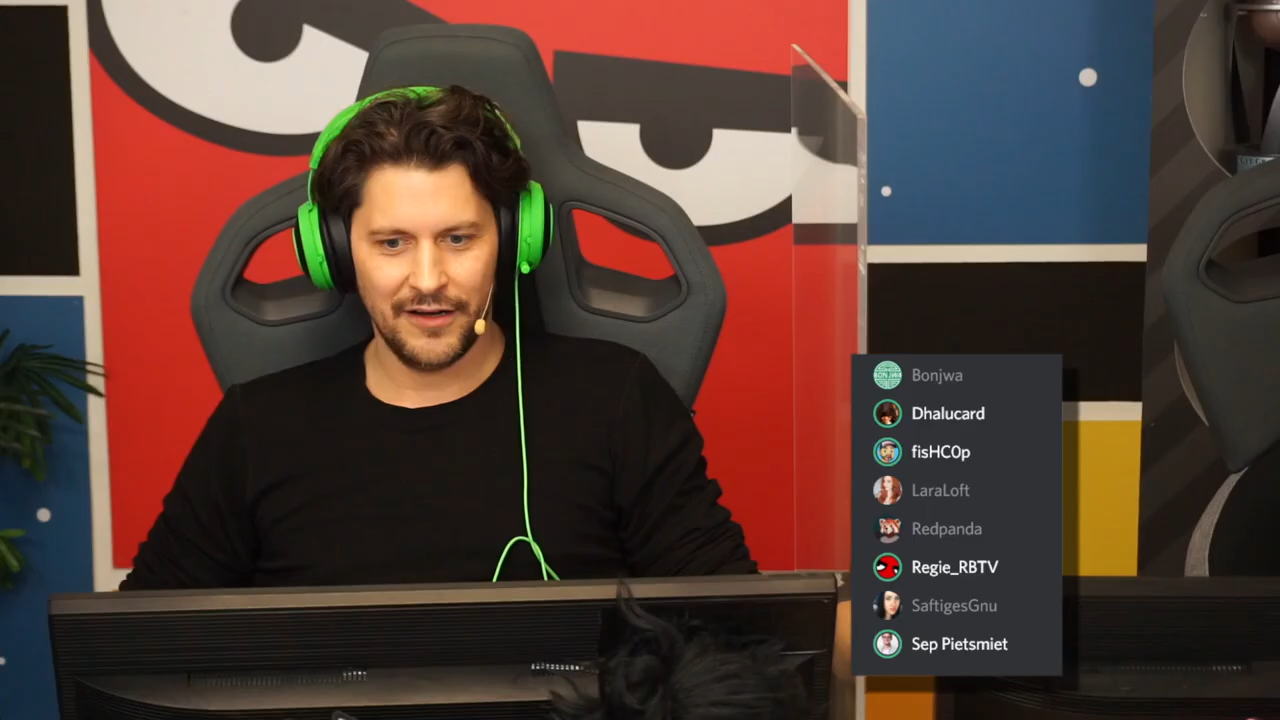 Bonjwa
Dhalucard
fisHC0p
LaraLoft
Redpanda
Regie_RBTV
SaftigesGnu
Sep Pietsmiet